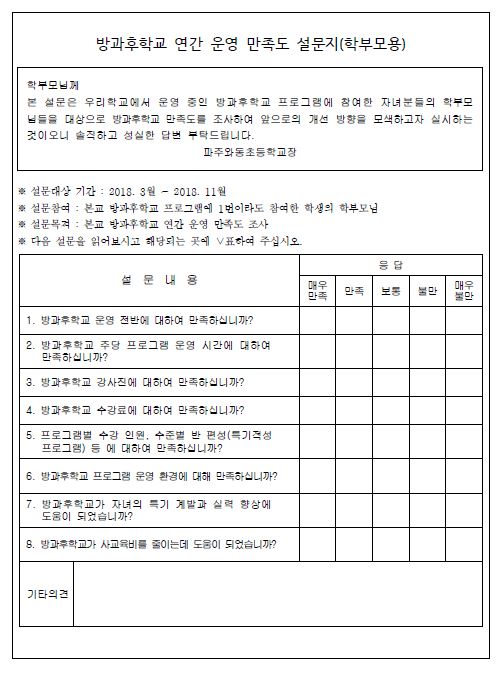 방과후학교 연간 운영 만족도 설문지(학부모용)
학부모님께
본 설문은 우리학교에서 운영 중인 방과후학교 프로그램에 참여한 자녀분들의 학부모
님들을 대상으로 방과후학교 만족도를 조사하여 앞으로의 개선 방향을 모색하고자 실시하는
것이오니 솔직하고 성실한 답변 부탁드립니다.
파주와동초등학교장
※ 설문대상 기간 : 2018. 3월 - 2018. 11월
※ 설문참여 : 본교 방과후학교 프로그램에 1번이라도 참여한 학생의 학부모님
※ 설문목적 : 본교 방과후학교 연간 운영 만족도 조사
※ 다음 설문을 읽어보시고 해당되는 곳에 ∨표하여 주십시오.
설 문 내 용
응 답
매우 만족
만족
보통
불만
매우 불만
1. 방과후학교 운영 전반에 대하여 만족하십니까?
2. 방과후학교 주당 프로그램 운영 시간에 대하여
만족하십니까?
3. 방과후학교 강사진에 대하여 만족하십니까?
4. 방과후학교 수강료에 대하여 만족하십니까?
5. 프로그램별 수강 인원, 수준별 반 편성(특기적성
프로그램) 등 에 대하여 만족하십니까?
6. 방과후학교 프로그램 운영 환경에 대해 만족하십니까?
7. 방과후학교가 자녀의 특기 계발과 실력 향상에
도움이 되었습니까?
8. 방과후학교가 사교육비를 줄이는데 도움이 되었습니까?
기타의견